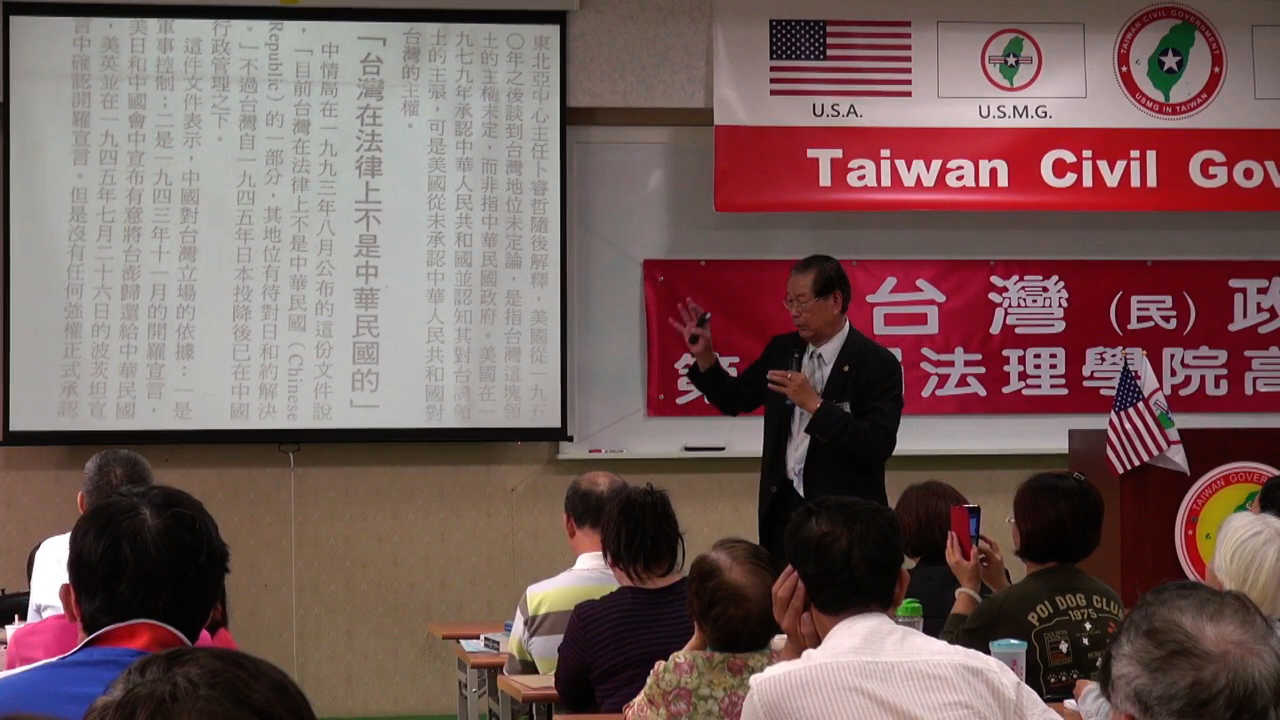 東北亞中心主任卜睿哲隨後解釋，美國從一九五
〇年之後談到台灣地位未定論，是指台灣這塊領
土的主權未定，而非指中華民國政府。美國在一
九七九年承認中華人民共和國並認知其對台灣領
土的主張，可是美國從未承認中華人民共和國對
台灣的主權。
「台灣在法律上不是中華民國的」
中情局在一九九三年八月公布的這份文件說
，「目前台灣在法律上不是中華民國（Chinese
Republic）的一部分，其地位有待對日和約解決
。」不過台灣自一九四五年日本投降後已在中國
行政管理之下。
這件文件表示，中國對台灣立場的依據：一是
軍事控制；二是一九四三年十一月的開羅宣言，
美日和中國會中宣布有意將台澎歸還給中華民國
，美英並在一九四五年七月二十六日的波茨坦宣
言中確認開羅宣言。但是沒有任何強權正式承認
U.S.A.
U.S.M.G.
TAIWAN CIVIL GOVERNMENT
USMG IN TAIWAN
Taiwan Civil Gov
台灣(民)政
第 法理學院高
TAIWAN GOVER
POI DOG CLUB
1975